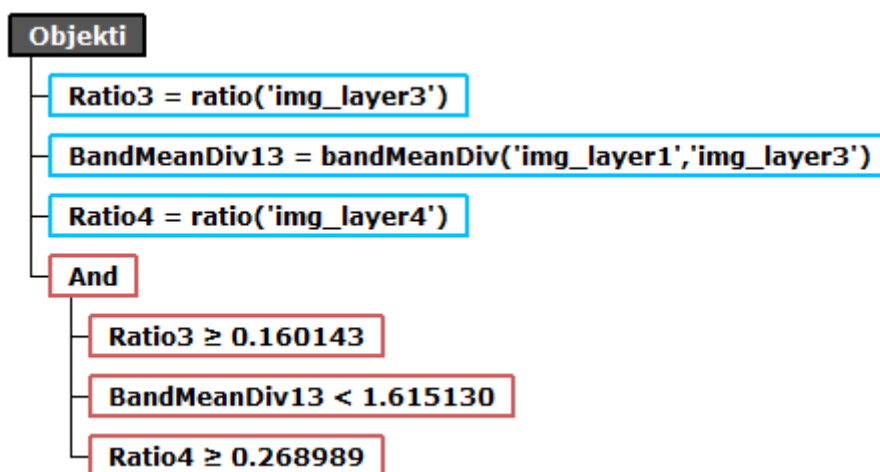 Objekti
Ratio3 = ratio('img_layer3')
BandMeanDiv13 = bandMeanDiv('img_layer1','img_layer3')
Ratio4 = ratio('img_layer4')
And
Ratio3 ≥ 0.160143
BandMeanDiv13 < 1.615130
Ratio4 ≥ 0.268989